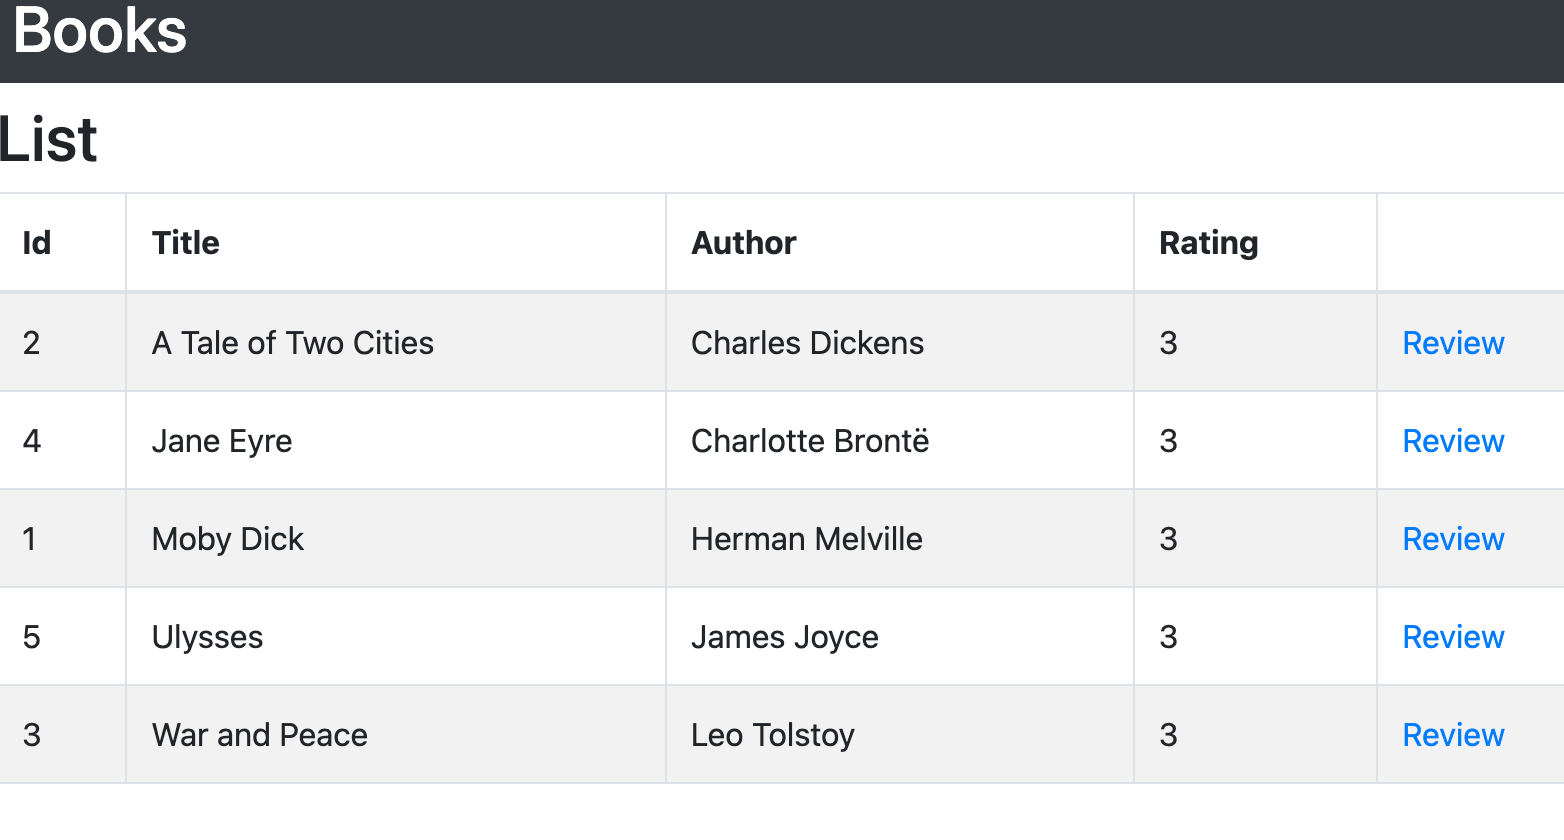 Books
List
Id Title Author Rating
2 A Tale of Two Cities Charles Dickens 3 Review
4 Jane Eyre Charlotte Brontë 3 Review
1 Moby Dick Herman Melville 3 Review
5 Ulysses James Joyce 3 Review
3 War and Peace Leo Tolstoy 3 Review